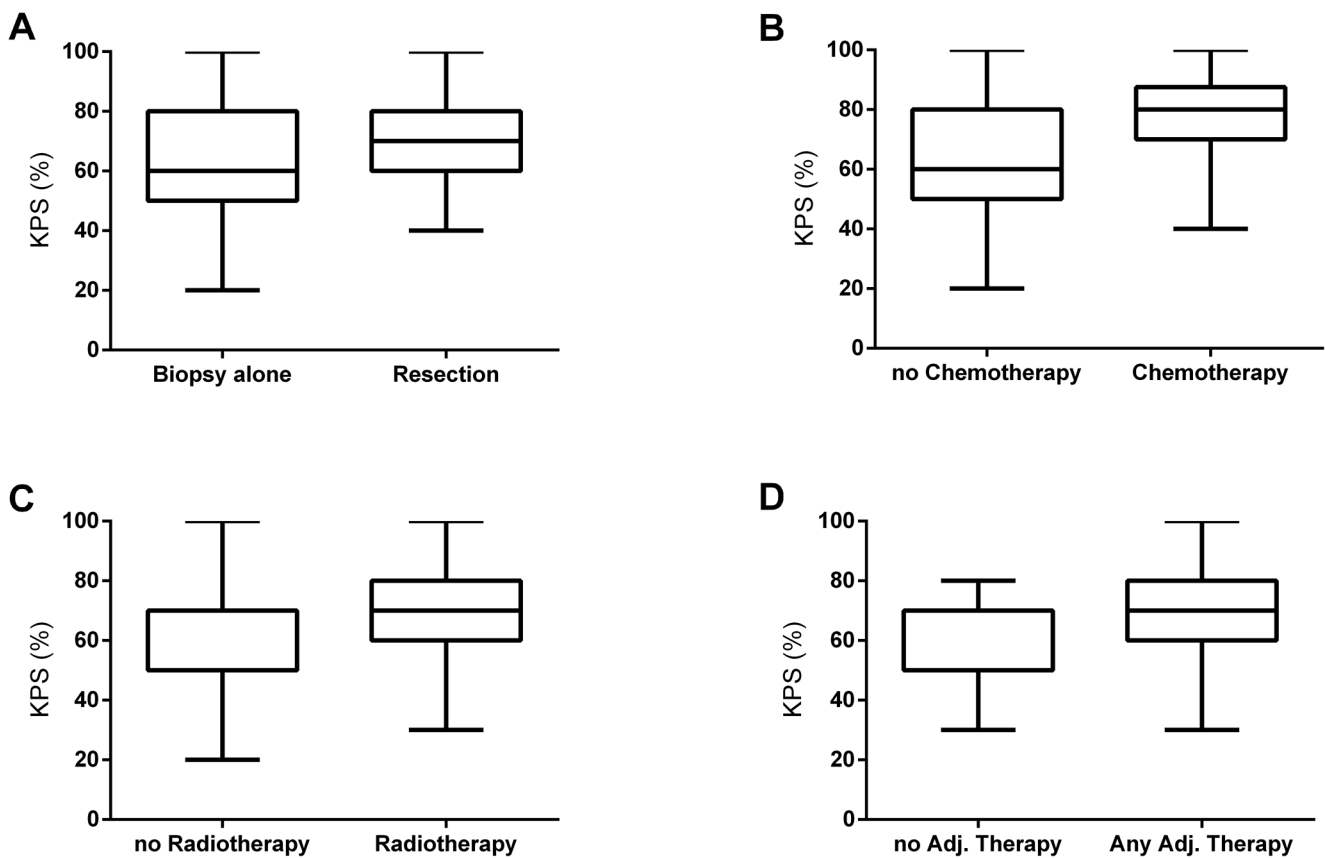 A
KPS (%)
100
80
60
40
20
0
Biopsy alone
Resection
B
KPS (%)
100
80
60
40
20
0
no Chemotherapy
Chemotherapy
C
KPS (%)
100
80
60
40
20
0
no Radiotherapy
Radiotherapy
D
KPS (%)
100
80
60
40
20
0
no Adj. Therapy
Any Adj. Therapy